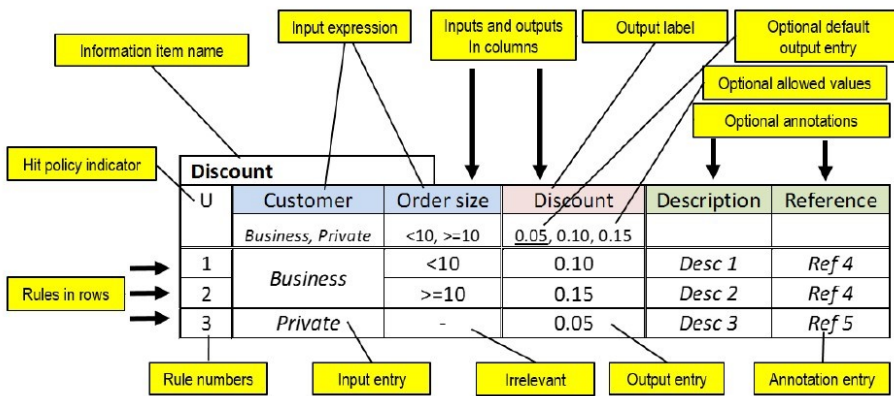 Information item name
Input expression
Inputs and outputs
In columns
Output label
Optional default
output entry
Optional allowed values
Optional annotations
Hit policy indicator
Discount
U Customer Order size Discount Description Reference
Business, Private <10, >=10 0.05, 0.10, 0.15
Rules in rows
1 Business <10 0.10 Desc 1 Ref 4
2 >=10 0.15 Desc 2 Ref 4
3 Private - 0.05 Desc 3 Ref 5
Rule numbers Input entry Irrelevant Output entry Annotation entry